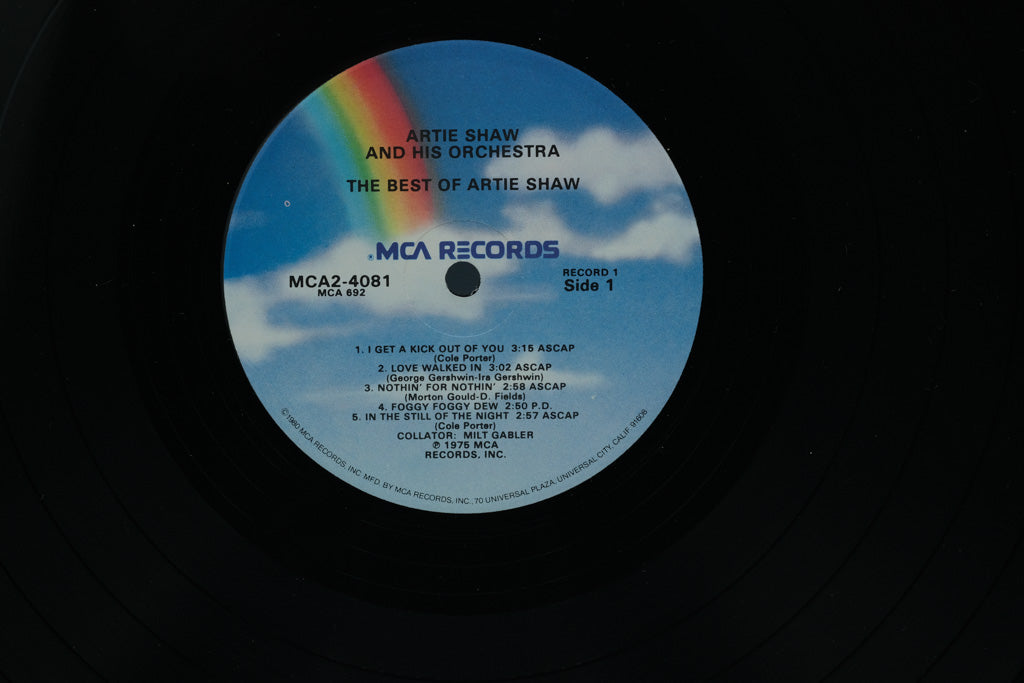 ARTIE SHAW
AND HIS ORCHESTRA
THE BEST OF ARTIE SHAW
®MCA RECORDS
MCA2-4081
MCA 692
RECORD 1
Side 1
1. I GET A KICK OUT OF YOU 3:15 ASCAP
(Cole Porter)
2. LOVE WALKED IN 3:02 ASCAP
(George Gershwin-Ira Gershwin)
3. NOTHIN' FOR NOTHIN' 2:58 ASCAP
(Morton Gould-D. Fields)
4. FOGGY FOGGY DEW 2:50 P.D.
5. IN THE STILL OF THE NIGHT 2:57 ASCAP
(Cole Porter)
COLLATOR: MILT GABLER
℗ 1975 MCA
RECORDS, INC.
©1980 MCA RECORDS, INC. MFD. BY MCA RECORDS, INC., 70 UNIVERSAL PLAZA, UNIVERSAL CITY, CALIF. 91608